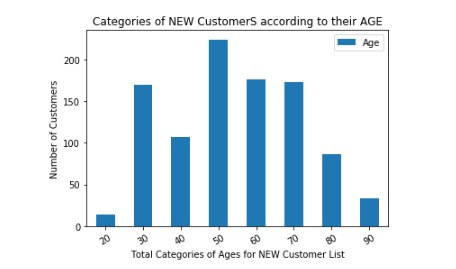 Categories of NEW CustomerS according to their AGE
Age
Number of Customers
200
150
100
50
0
20 30 40 50 60 70 80 90
Total Categories of Ages for NEW Customer List